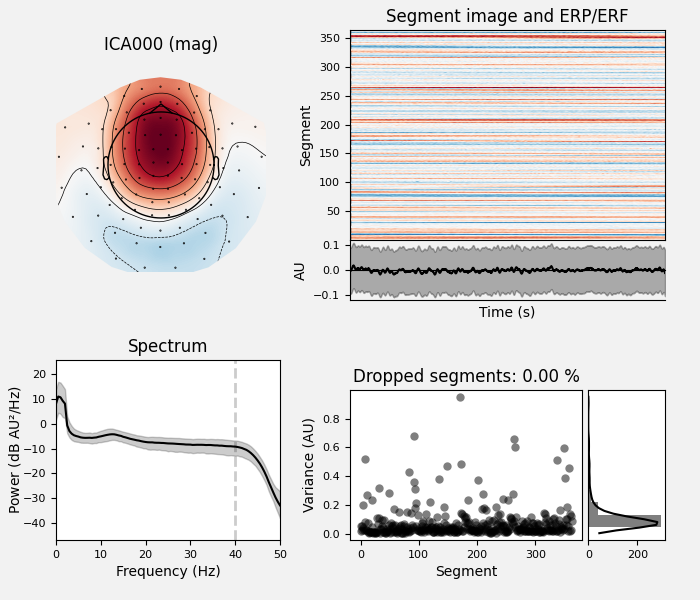 ICA000 (mag)
Segment image and ERP/ERF
Segment
350
300
250
200
150
100
50
AU
0.1
0.0
−0.1
Time (s)
Spectrum
Power (dB AU²/Hz)
20
10
0
−10
−20
−30
−40
0 10 20 30 40 50
Frequency (Hz)
Dropped segments: 0.00 %
Variance (AU)
0.8
0.6
0.4
0.2
0.0
0 100 200 300
Segment
0 200